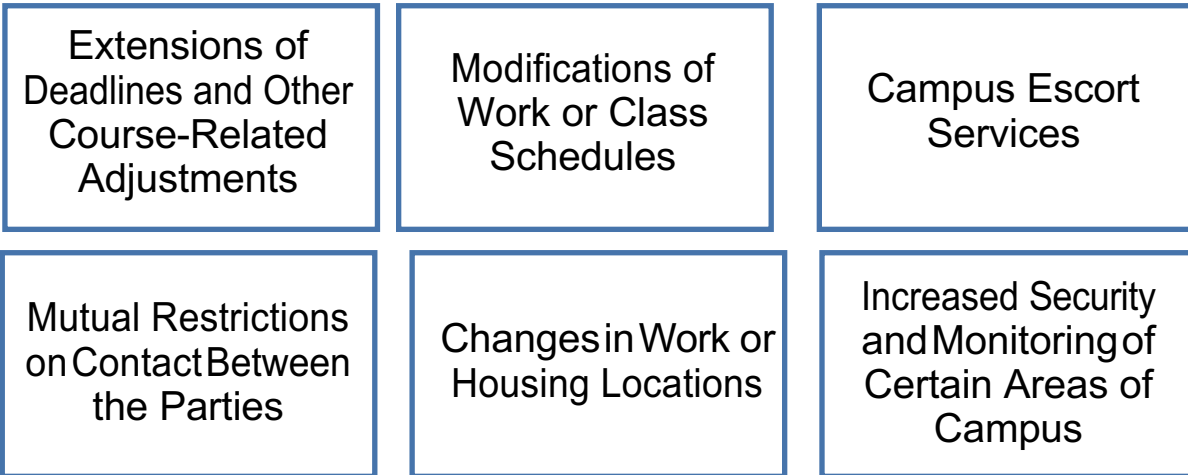 Extensions of
Deadlines and Other
Course-Related
Adjustments
Modifications of
Work or Class
Schedules
Campus Escort
Services
Mutual Restrictions
on Contact Between
the Parties
Changes in Work or
Housing Locations
Increased Security
and Monitoring of
Certain Areas of
Campus